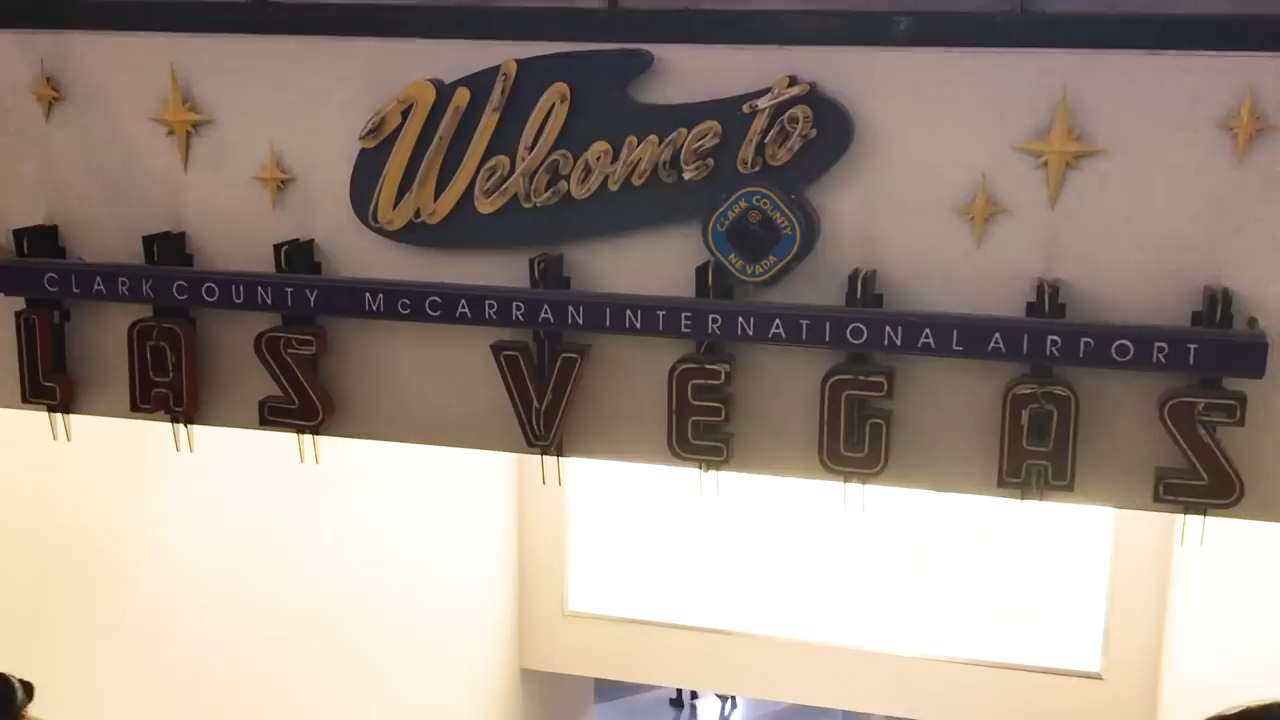 Welcome to
CLARK COUNTY
NEVADA
CLARK COUNTY McCARRAN INTERNATIONAL AIRPORT
LAS VEGAS